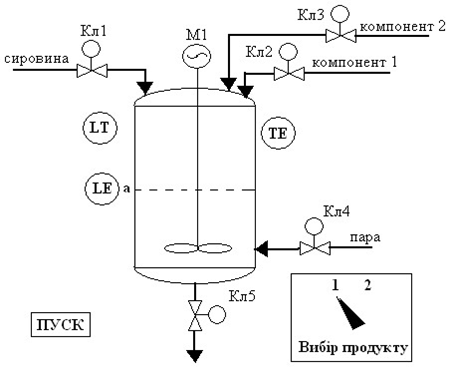 Кл3
компонент 2
Кл1
М1
Кл2
сировина
компонент 1
LT
TE
LE
а
Кл4
пара
Кл5
1 2
ПУСК
Вибір продукту